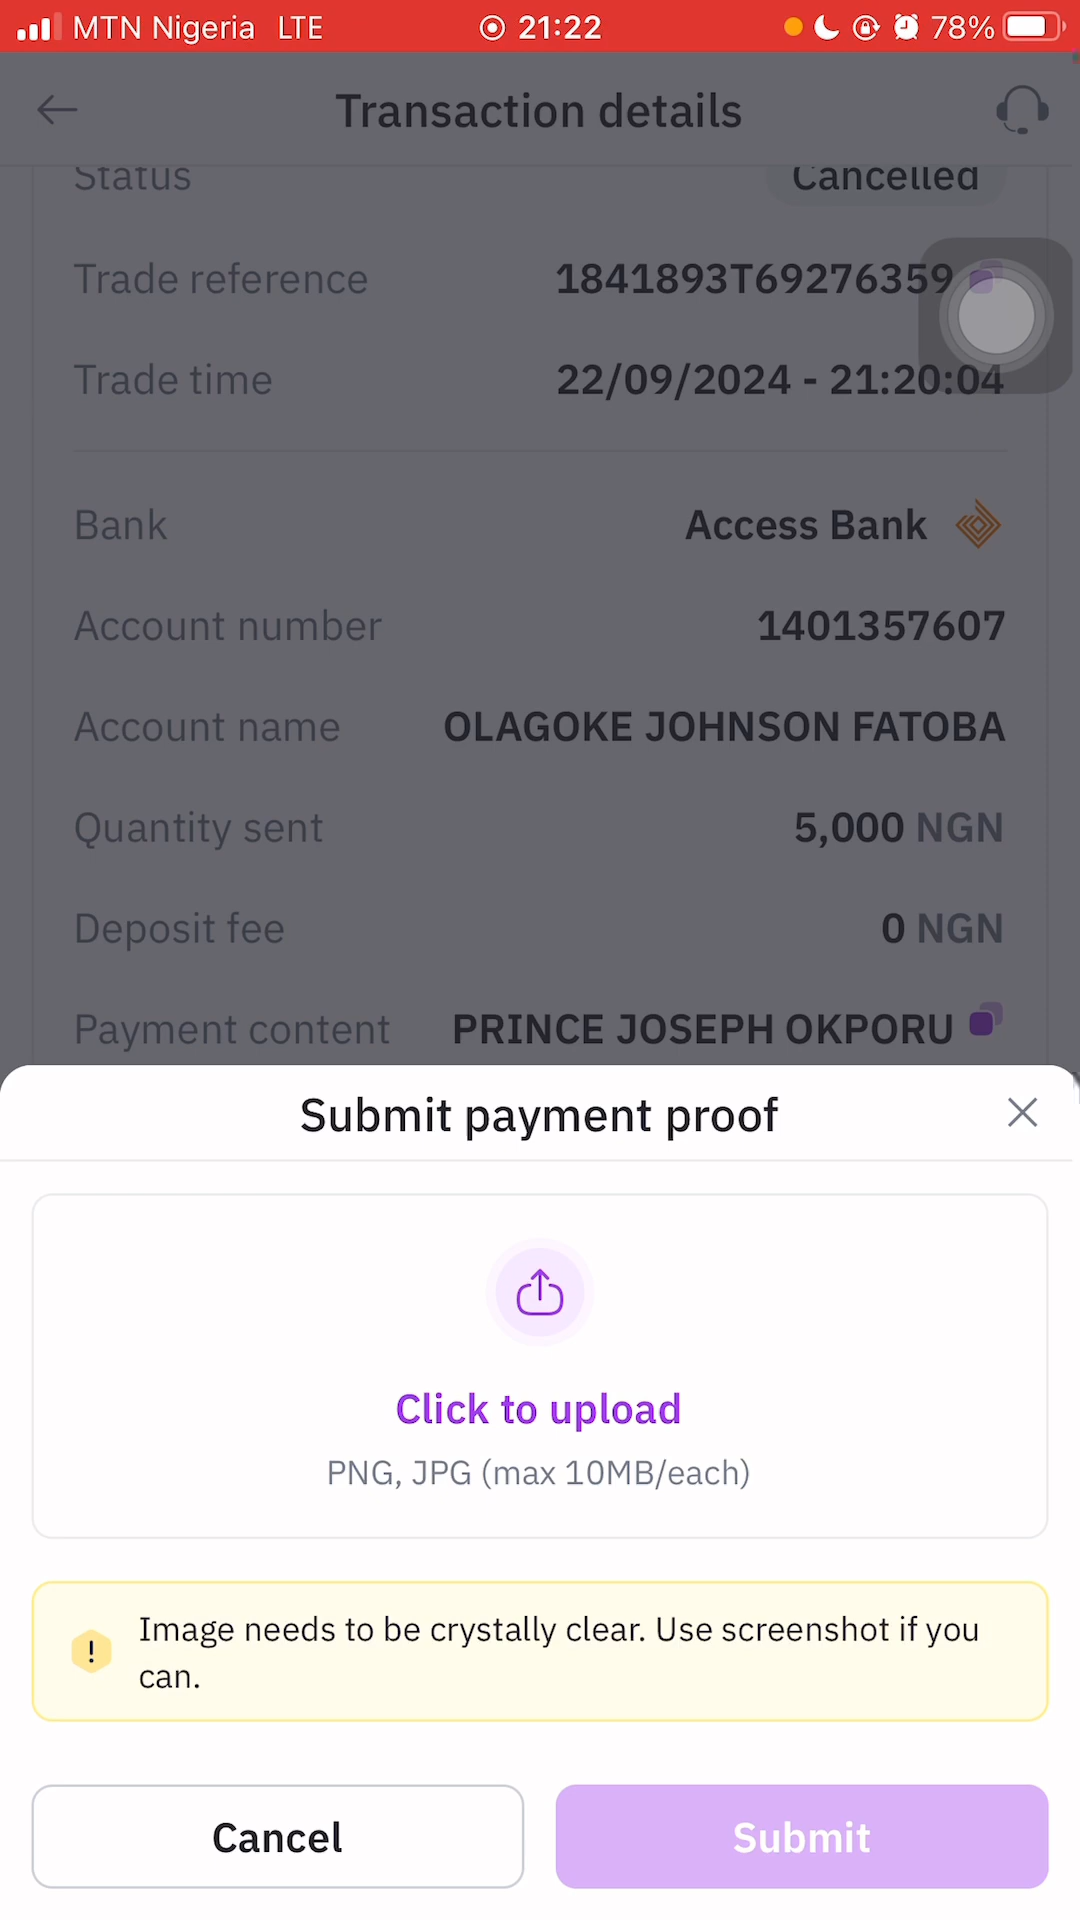 MTN Nigeria LTE 21:22 78%
Transaction details
Status Cancelled
Trade reference 1841893T69276359
Trade time 22/09/2024 - 21:20:04
Bank Access Bank
Account number 1401357607
Account name OLAGOKE JOHNSON FATOBA
Quantity sent 5,000 NGN
Deposit fee 0 NGN
Payment content PRINCE JOSEPH OKPORU
Submit payment proof
Click to upload
PNG, JPG (max 10MB/each)
Image needs to be crystally clear. Use screenshot if you
can.
Cancel Submit